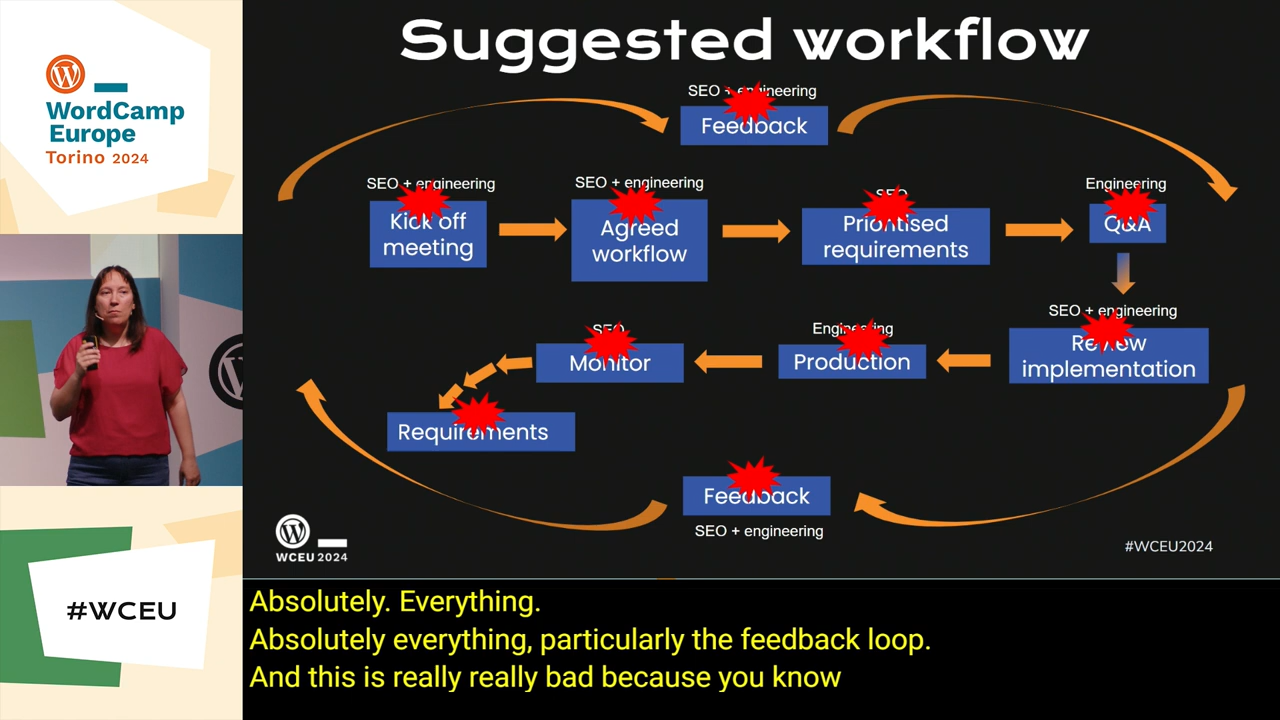 WordCamp
Europe
Torino 2024
#WCEU
Suggested workflow
SEO + engineering
Feedback
SEO + engineering
Kick off
meeting
SEO + engineering
Agreed
workflow
SEO
Prioritised
requirements
Engineering
Q&A
SEO + engineering
Review
implementation
Engineering
Production
SEO
Monitor
Requirements
Feedback
SEO + engineering
WCEU 2024
#WCEU2024
Absolutely. Everything.
Absolutely everything, particularly the feedback loop.
And this is really really bad because you know